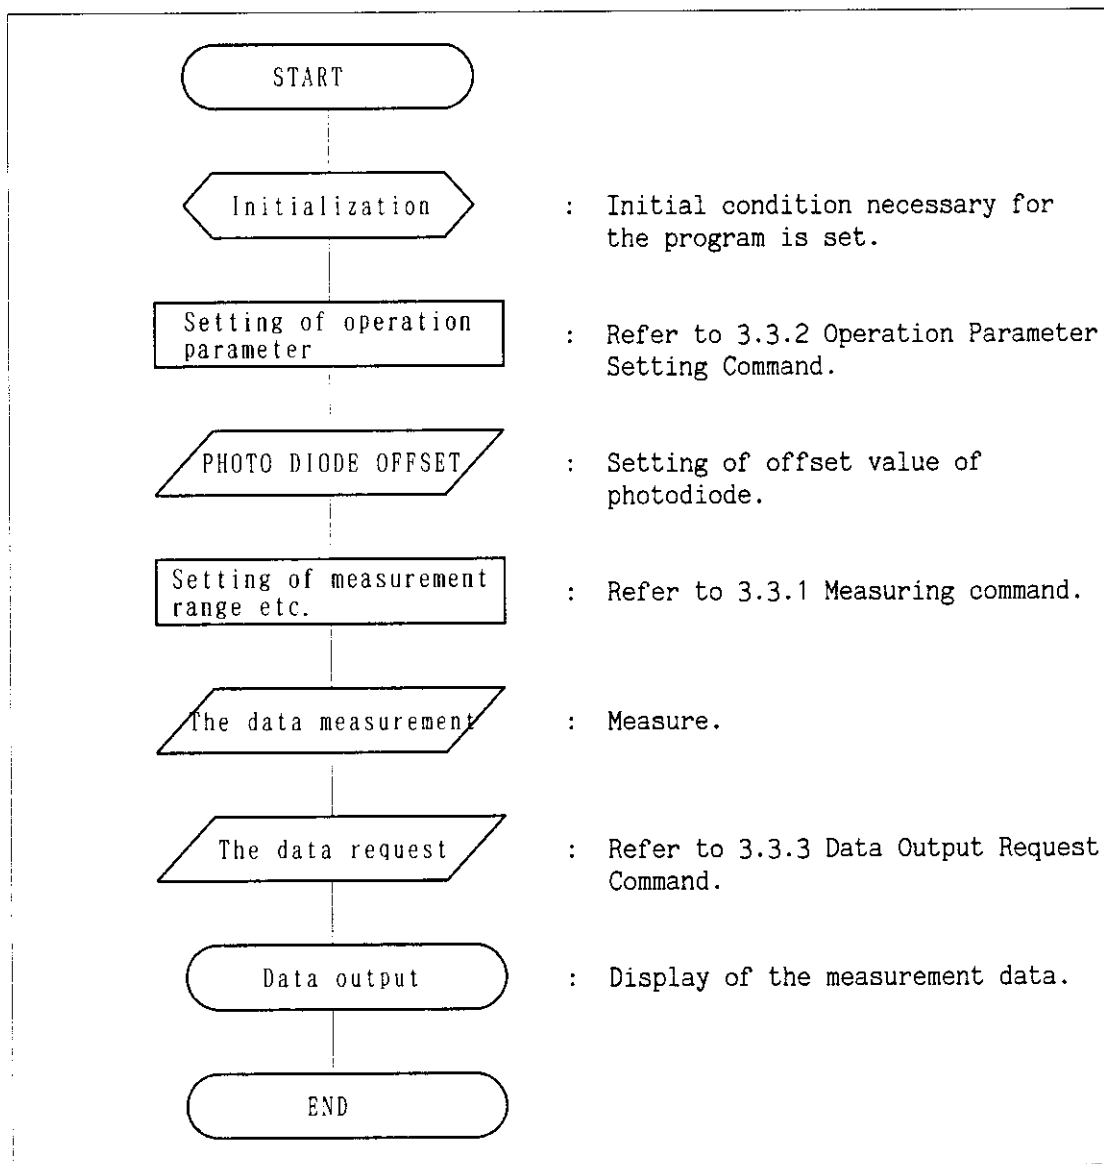 START
Initialization : Initial condition necessary for
the program is set.
Setting of operation
parameter : Refer to 3.3.2 Operation Parameter
Setting Command.
PHOTO DIODE OFFSET : Setting of offset value of
photodiode.
Setting of measurement
range etc. : Refer to 3.3.1 Measuring command.
The data measurement : Measure.
The data request : Refer to 3.3.3 Data Output Request
Command.
Data output : Display of the measurement data.
END